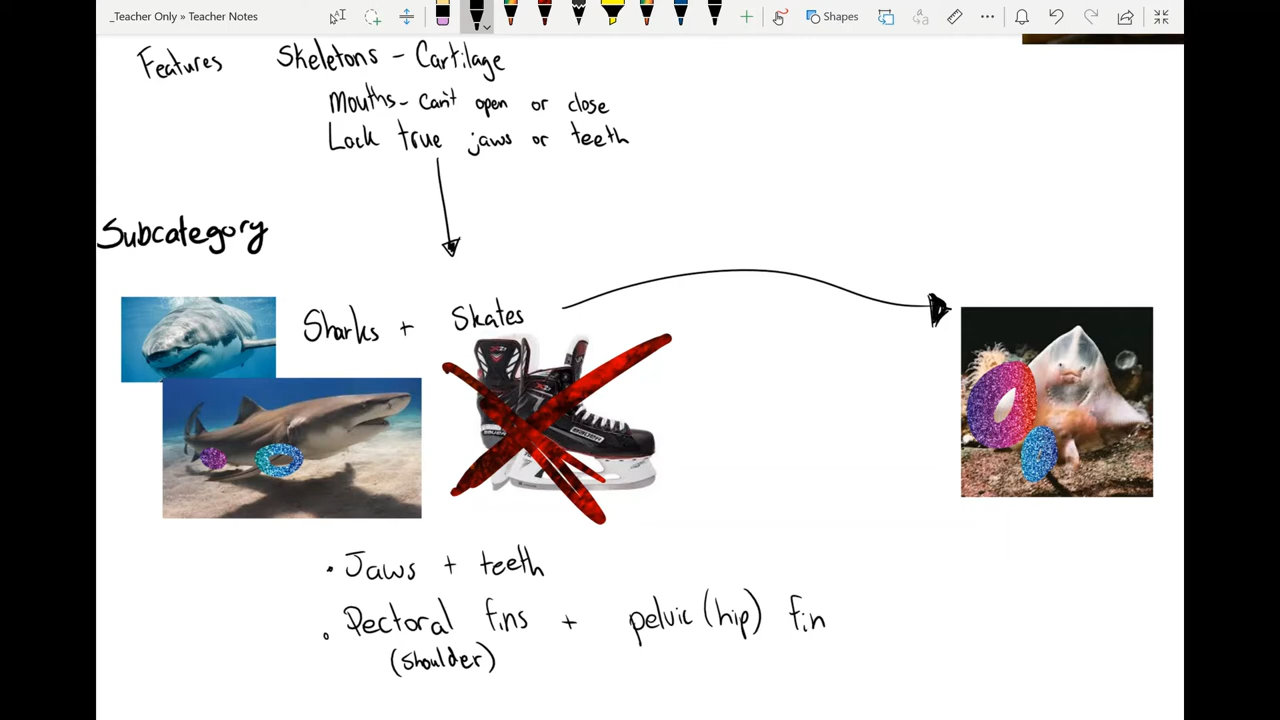 _Teacher Only » Teacher Notes
Shapes
Features Skeletons - Cartilage
Mouths - can't open or close
Lack true jaws or teeth
Subcategory
Sharks + Skates
• Jaws + teeth
• Pectoral fins + pelvic (hip) fin
(shoulder)